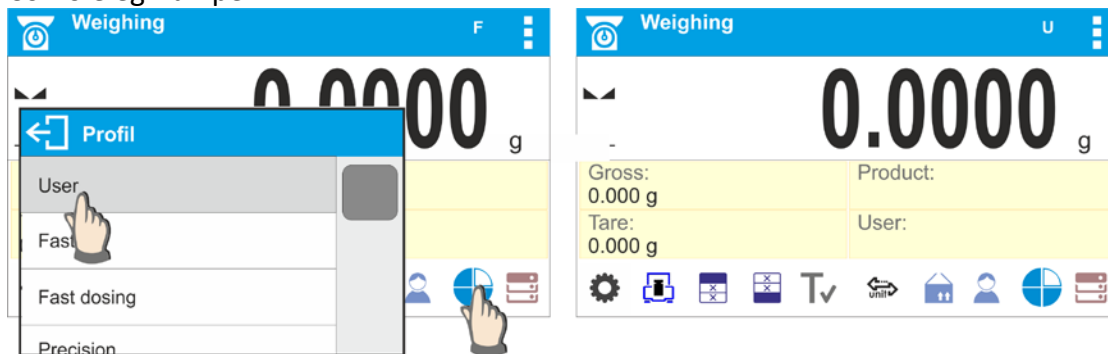 Weighing F
0.0000 g
Profil
User
Fast
Fast dosing
Precision
Weighing U
0.0000 g
Gross: Product:
0.000 g
Tare: User:
0.000 g
T unit